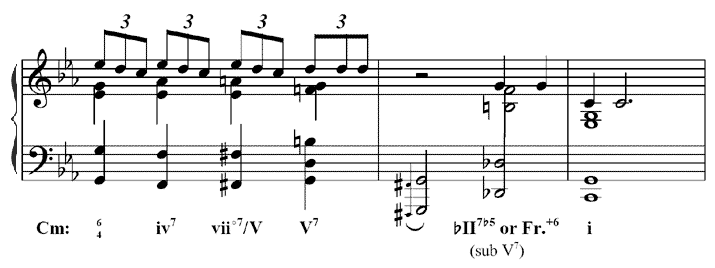 3 3 3 3
Cm: 6/4 iv7 vii°7/V V7 ♭II7♭5 or Fr.+6 i
(sub V7)